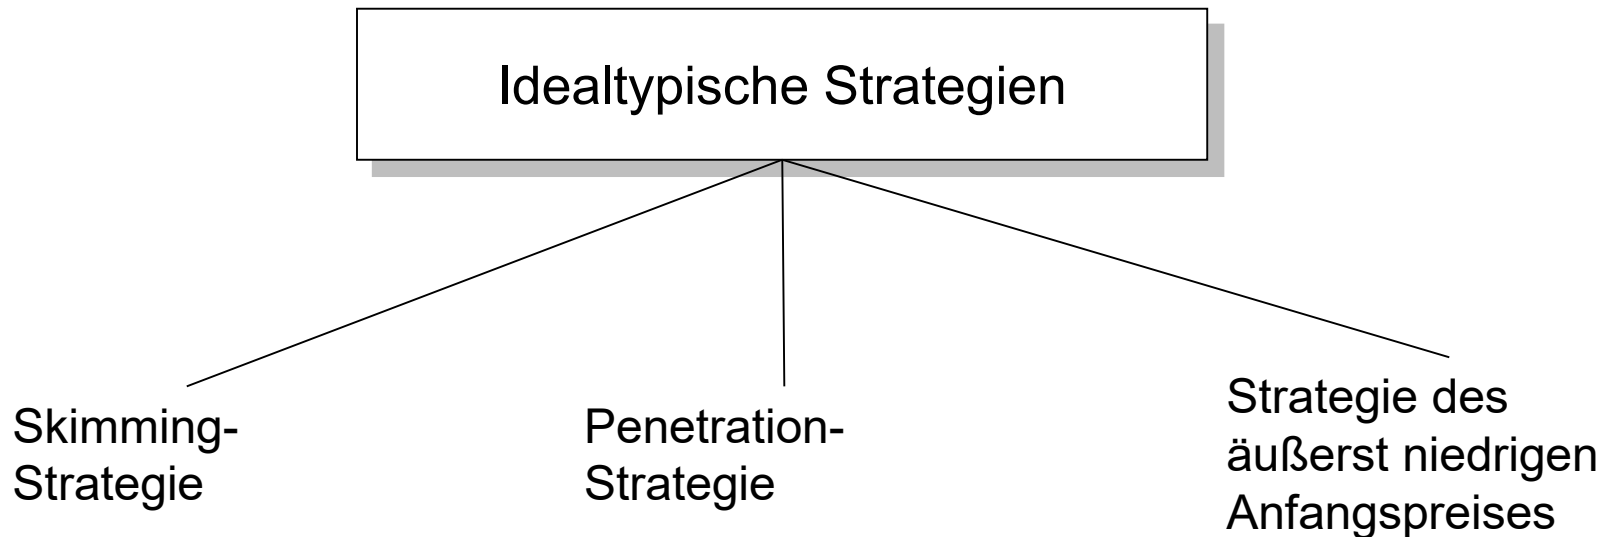 Idealtypische Strategien
Skimming-
Strategie
Penetration-
Strategie
Strategie des
äußerst niedrigen
Anfangspreises